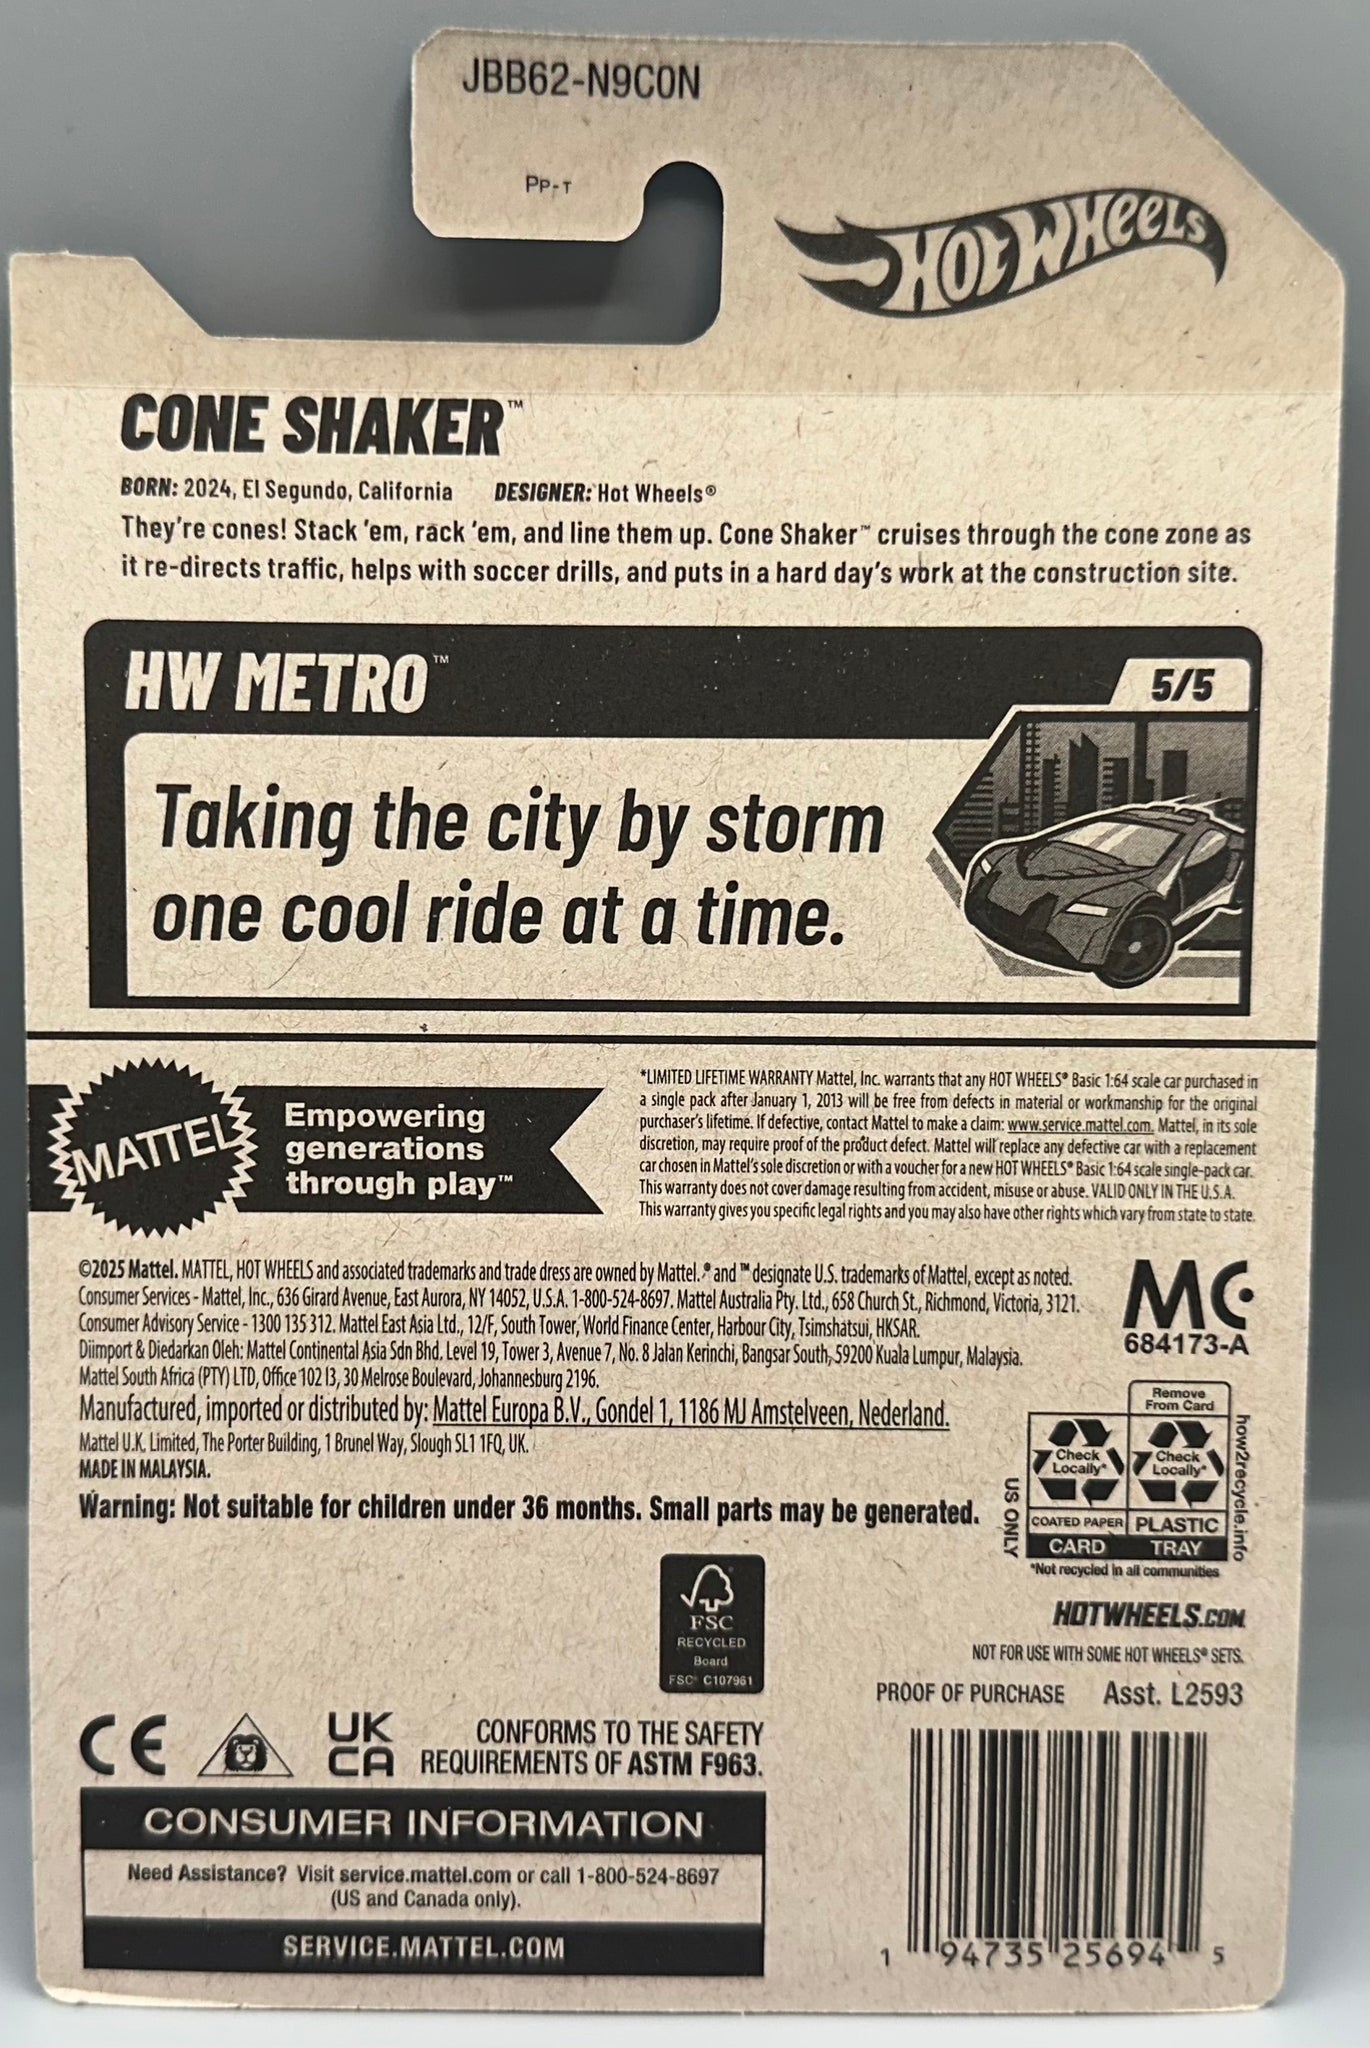 JBB62-N9C0N
Pp-T
HOT WHEELS
CONE SHAKER™
BORN: 2024, El Segundo, California DESIGNER: Hot Wheels®
They're cones! Stack 'em, rack 'em, and line them up. Cone Shaker™ cruises through the cone zone as
it re-directs traffic, helps with soccer drills, and puts in a hard day's work at the construction site.
HW METRO™
5/5
Taking the city by storm
one cool ride at a time.
MATTEL
Empowering
generations
through play™
*LIMITED LIFETIME WARRANTY Mattel, Inc. warrants that any HOT WHEELS® Basic 1:64 scale car purchased in
a single pack after January 1, 2013 will be free from defects in material or workmanship for the original
purchaser's lifetime. If defective, contact Mattel to make a claim: www.service.mattel.com. Mattel, in its sole
discretion, may require proof of the product defect. Mattel will replace any defective car with a replacement
car chosen in Mattel's sole discretion or with a voucher for a new HOT WHEELS® Basic 1:64 scale single-pack car.
This warranty does not cover damage resulting from accident, misuse or abuse. VALID ONLY IN THE U.S.A.
This warranty gives you specific legal rights and you may also have other rights which vary from state to state.
©2025 Mattel. MATTEL, HOT WHEELS and associated trademarks and trade dress are owned by Mattel. ® and ™ designate U.S. trademarks of Mattel, except as noted.
Consumer Services - Mattel, Inc., 636 Girard Avenue, East Aurora, NY 14052, U.S.A. 1-800-524-8697. Mattel Australia Pty. Ltd., 658 Church St., Richmond, Victoria, 3121.
Consumer Advisory Service - 1300 135 312. Mattel East Asia Ltd., 12/F, South Tower, World Finance Center, Harbour City, Tsimshatsui, HKSAR.
Diimport & Diedarkan Oleh: Mattel Continental Asia Sdn Bhd. Level 19, Tower 3, Avenue 7, No. 8 Jalan Kerinchi, Bangsar South, 59200 Kuala Lumpur, Malaysia.
Mattel South Africa (PTY) LTD, Office 102 I3, 30 Melrose Boulevard, Johannesburg 2196.
Manufactured, imported or distributed by: Mattel Europa B.V., Gondel 1, 1186 MJ Amstelveen, Nederland.
Mattel U.K. Limited, The Porter Building, 1 Brunel Way, Slough SL1 1FQ, UK.
MADE IN MALAYSIA.
Warning: Not suitable for children under 36 months. Small parts may be generated.
MC
684173-A
Remove
From Card
Check
Locally*
Check
Locally*
COATED PAPER
PLASTIC
CARD
TRAY
US ONLY
how2recycle.info
*Not recycled in all communities
FSC
RECYCLED
Board
FSC® C107961
HOTWHEELS.COM
NOT FOR USE WITH SOME HOT WHEELS® SETS.
PROOF OF PURCHASE Asst. L2593
CE
UK
CA
CONFORMS TO THE SAFETY
REQUIREMENTS OF ASTM F963.
CONSUMER INFORMATION
Need Assistance? Visit service.mattel.com or call 1-800-524-8697
(US and Canada only).
SERVICE.MATTEL.COM
1 94735 25694 5